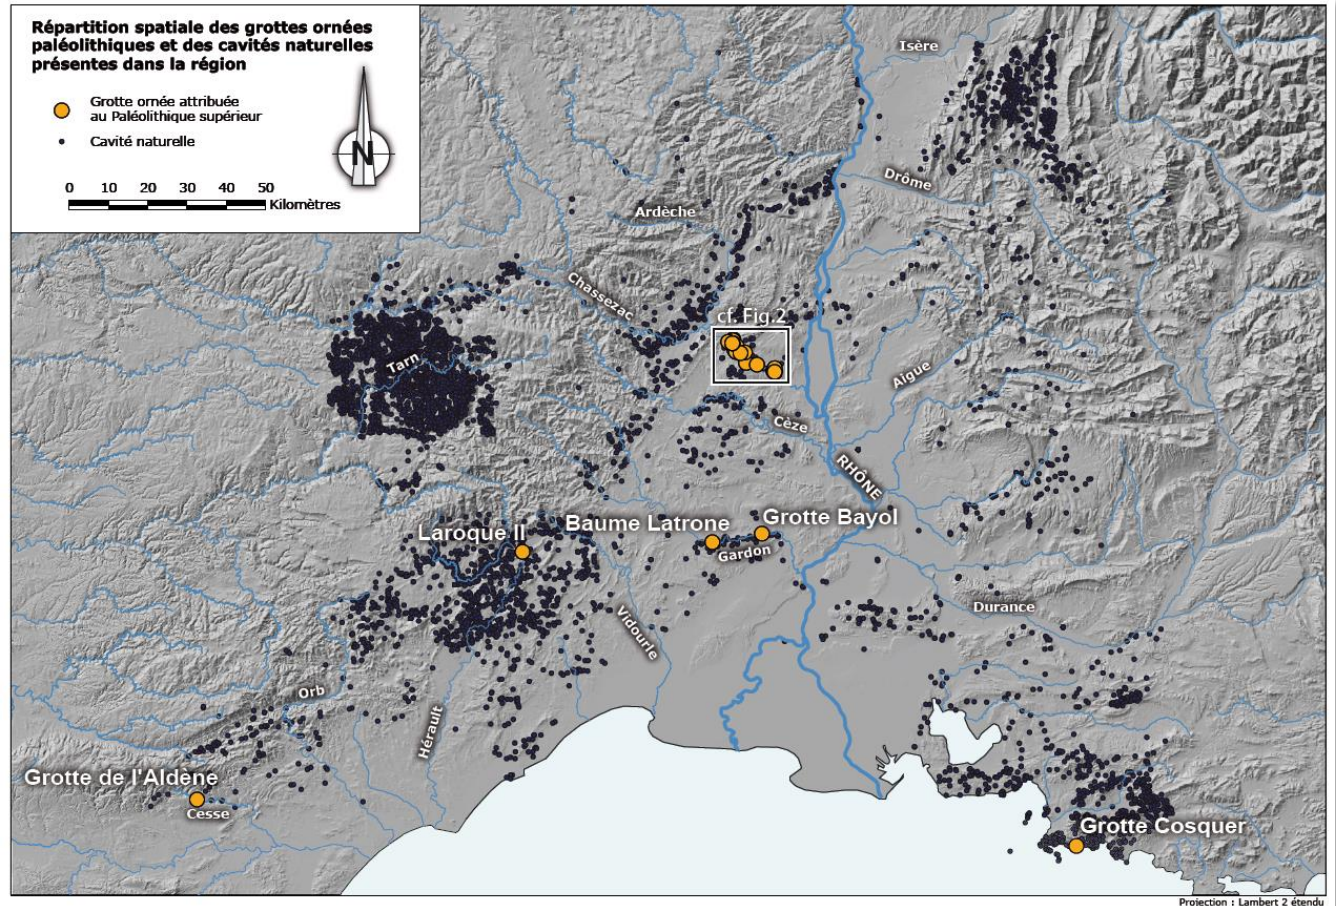 Répartition spatiale des grottes ornées
paléolithiques et des cavités naturelles
présentes dans la région
Grotte ornée attribuée
au Paléolithique supérieur
Cavité naturelle
N
0 10 20 30 40 50
Kilomètres
Isère
Drôme
Ardèche
Chassezac
cf. Fig.2
Tarn
Aigue
Cèze
RHÔNE
Laroque II
Baume Latrone
Grotte Bayol
Gardon
Durance
Vidourle
Orb
Hérault
Grotte de l'Aldène
Cesse
Grotte Cosquer
Projection : Lambert 2 étendu